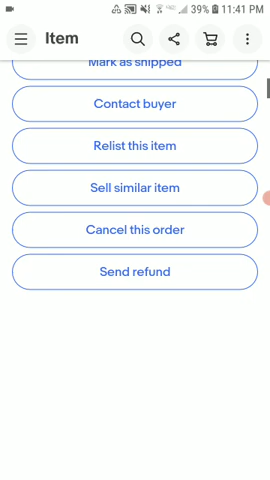 39% 11:41 PM
Item
Mark as shipped
Contact buyer
Relist this item
Sell similar item
Cancel this order
Send refund